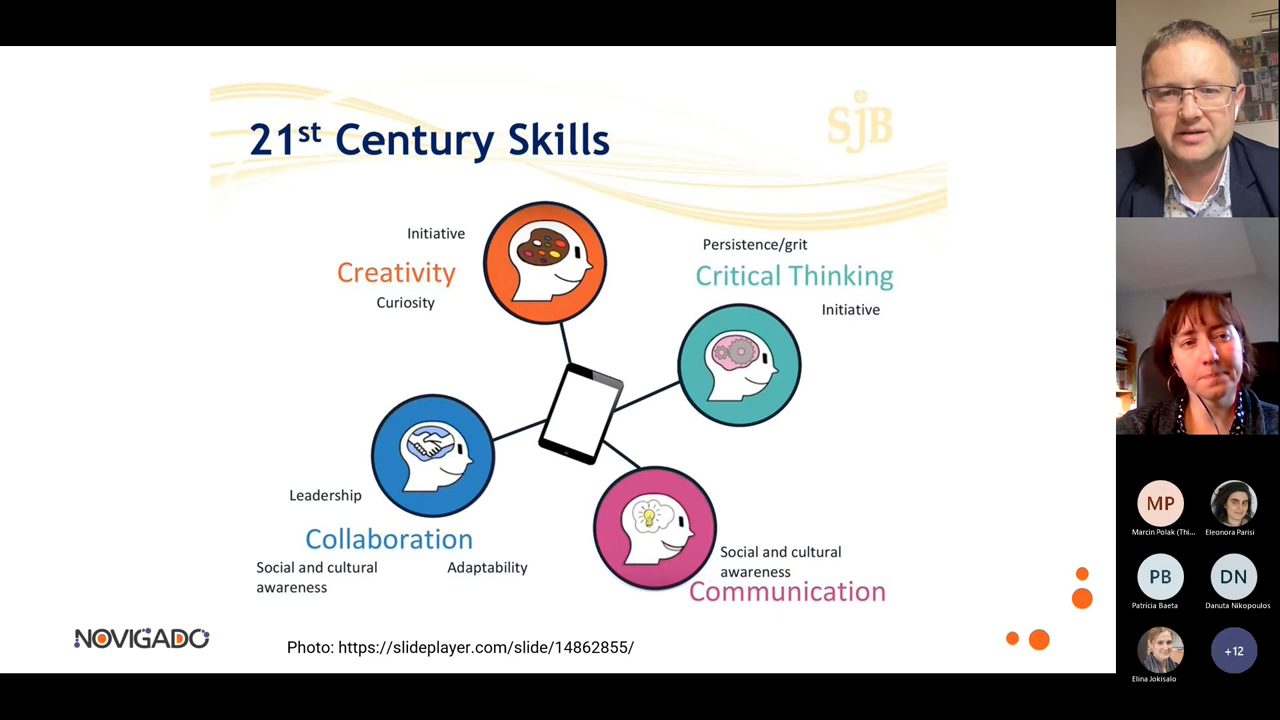 21st Century Skills
SJB
Initiative
Creativity
Curiosity
Persistence/grit
Critical Thinking
Initiative
Leadership
Collaboration
Social and cultural
awareness
Adaptability
Social and cultural
awareness
Communication
NOVIGADO
Photo: https://slideplayer.com/slide/14862855/
MP
Marcin Polak (Thi...
Eleonora Parisi
PB
Patrícia Baeta
DN
Danuta Nikopoulos
Elina Jokisalo
+12